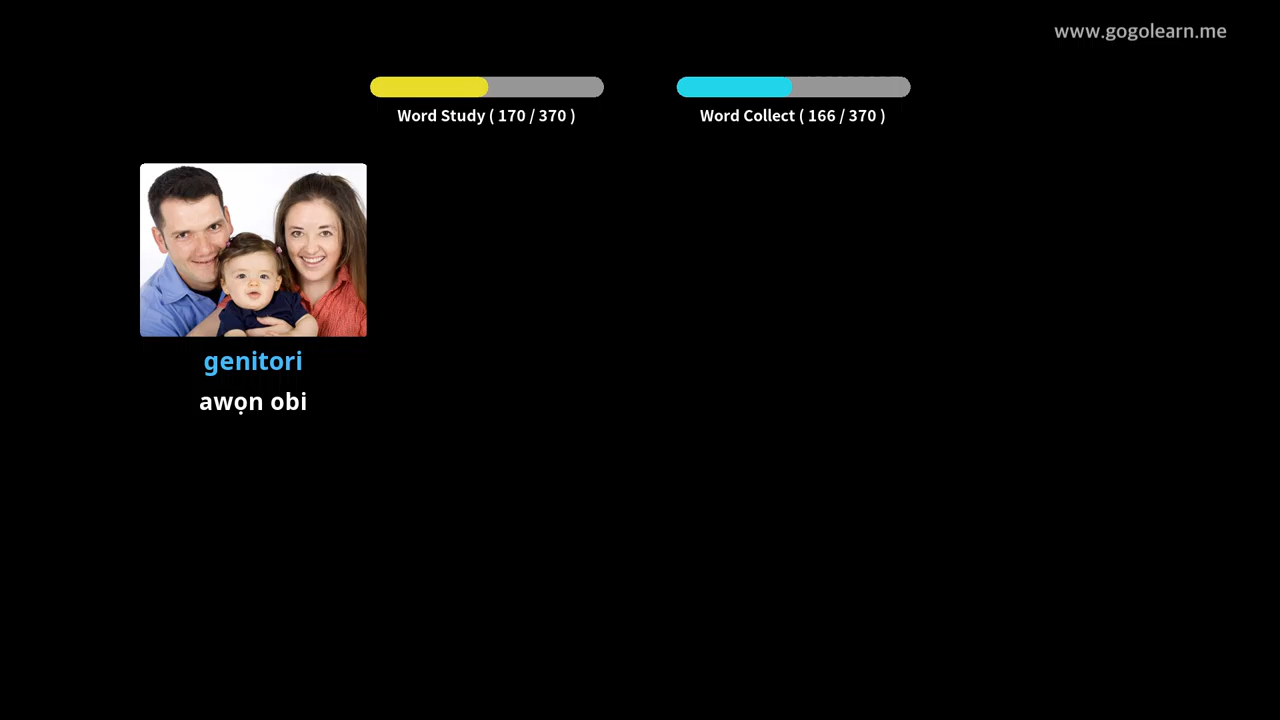 www.gogolearn.me
Word Study ( 170 / 370 )
Word Collect ( 166 / 370 )
genitori
awọn obi